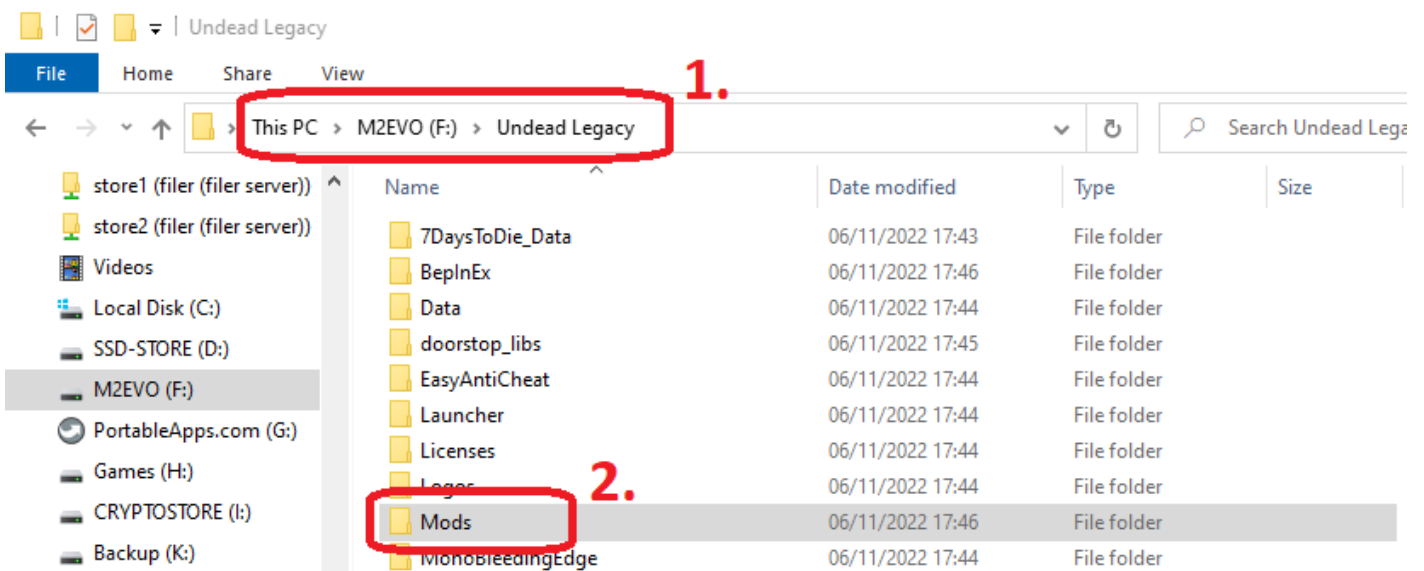 Undead Legacy
File Home Share View
1.
This PC > M2EVO (F:) > Undead Legacy
Search Undead Lega
store1 (filer (filer server))
store2 (filer (filer server))
Videos
Local Disk (C:)
SSD-STORE (D:)
M2EVO (F:)
PortableApps.com (G:)
Games (H:)
CRYPTOSTORE (I:)
Backup (K:)
Name Date modified Type Size
7DaysToDie_Data 06/11/2022 17:43 File folder
BepInEx 06/11/2022 17:46 File folder
Data 06/11/2022 17:44 File folder
doorstop_libs 06/11/2022 17:45 File folder
EasyAntiCheat 06/11/2022 17:44 File folder
Launcher 06/11/2022 17:44 File folder
Licenses 06/11/2022 17:44 File folder
2.
Logos 06/11/2022 17:44 File folder
Mods 06/11/2022 17:46 File folder
MonoBleedingEdge 06/11/2022 17:44 File folder